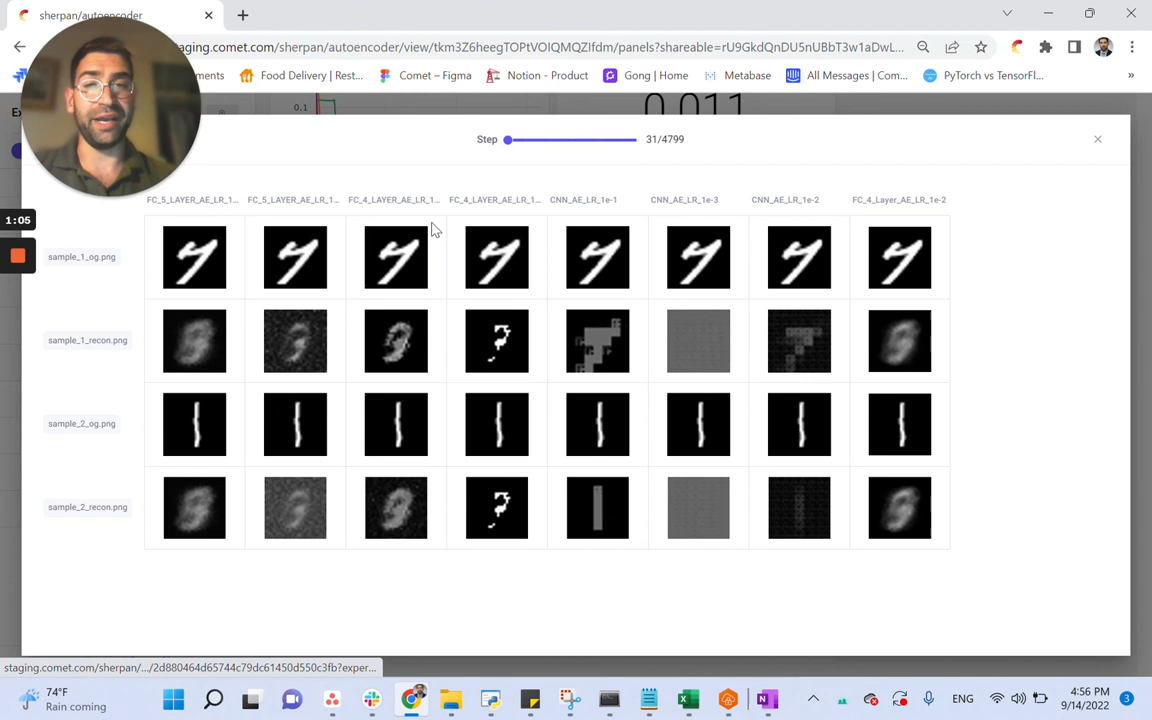 sherpan/autoencoder
staging.comet.com/sherpan/autoencoder/view/tkm3Z6heegTOPtVOIQMQZIfdm/panels?shareable=rU9GkdQnDU5nUBbT3w1aDwL...
ments
Food Delivery | Rest...
Comet – Figma
Notion - Product
Gong | Home
Metabase
All Messages | Com...
PyTorch vs TensorFl...
»
0.1
0.011
Step
31/4799
1:05
FC_5_LAYER_AE_LR_1... FC_5_LAYER_AE_LR_1... FC_4_LAYER_AE_LR_1... FC_4_LAYER_AE_LR_1... CNN_AE_LR_1e-1 CNN_AE_LR_1e-3 CNN_AE_LR_1e-2 FC_4_Layer_AE_LR_1e-2
sample_1_og.png
sample_1_recon.png
sample_2_og.png
sample_2_recon.png
staging.comet.com/sherpan/.../2d880464d65744c79dc61450d550c3fb?exper...
74°F
Rain coming
ENG
4:56 PM
9/14/2022
3